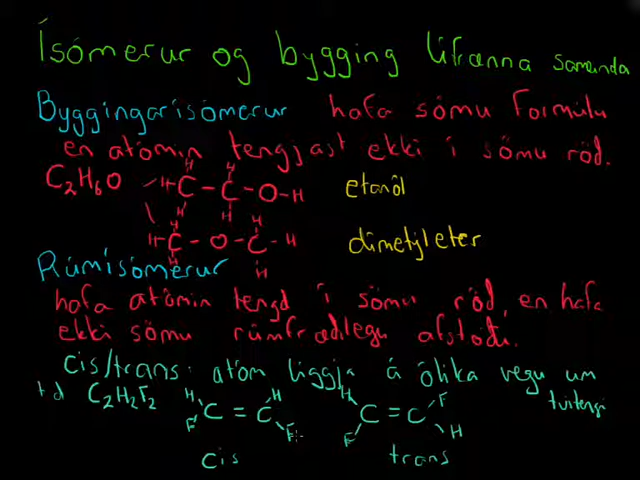 Ísómerur og bygging lífrænna samanda
Byggingarísómerur hafa sömu formúlu
en atómin tengjast ekki í sömu röð.
C2H6O H H
H - C - C - O - H etanól
H H
H H
H - C - O - C - H dímetýleter
H H
Rúmísómerur
hafa atómin tengd í sömu röð, en hafa
ekki sömu rúmfræðilegu afstöðu.
cis/trans: atóm liggja á ólíka vegu um
tvítengi
td C2H2F2 H H H F
C = C C = C
F F F H
cis trans